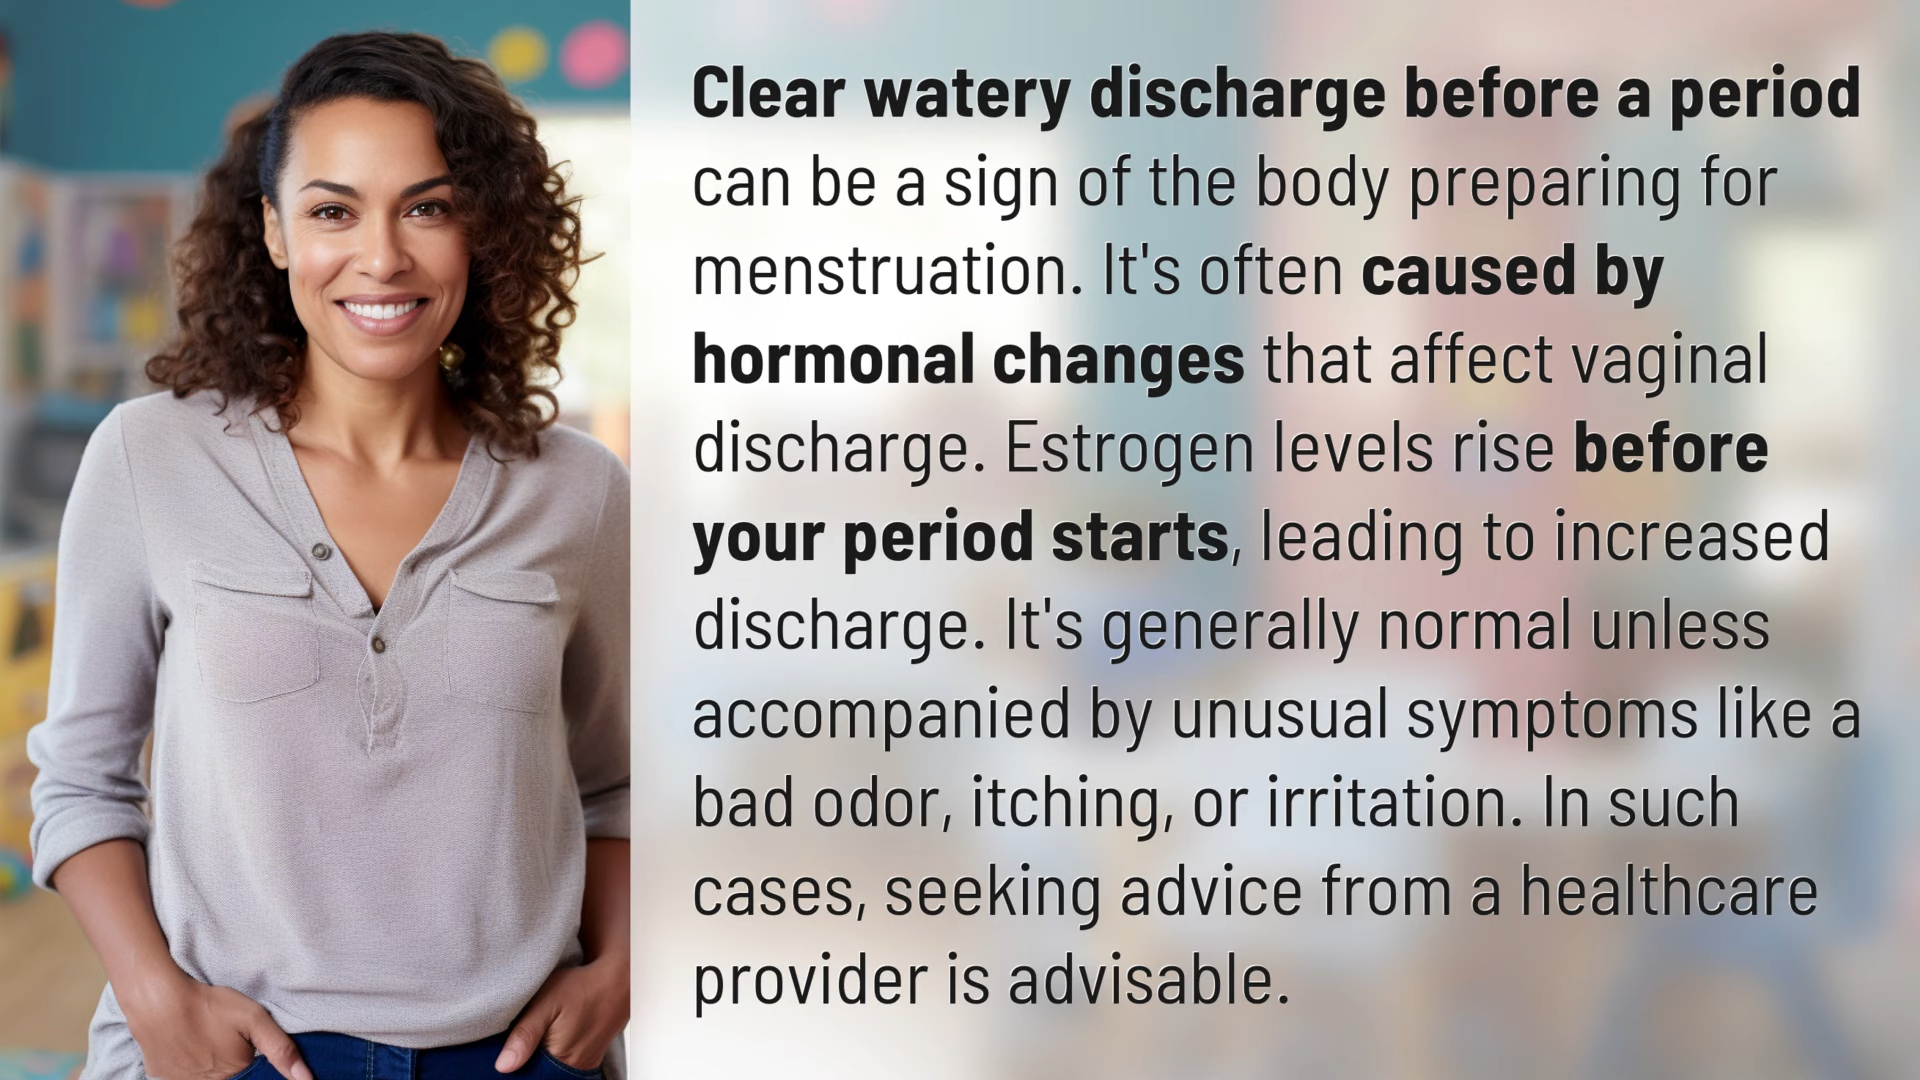 Clear watery discharge before a period
can be a sign of the body preparing for
menstruation. It's often caused by
hormonal changes that affect vaginal
discharge. Estrogen levels rise before
your period starts, leading to increased
discharge. It's generally normal unless
accompanied by unusual symptoms like a
bad odor, itching, or irritation. In such
cases, seeking advice from a healthcare
provider is advisable.